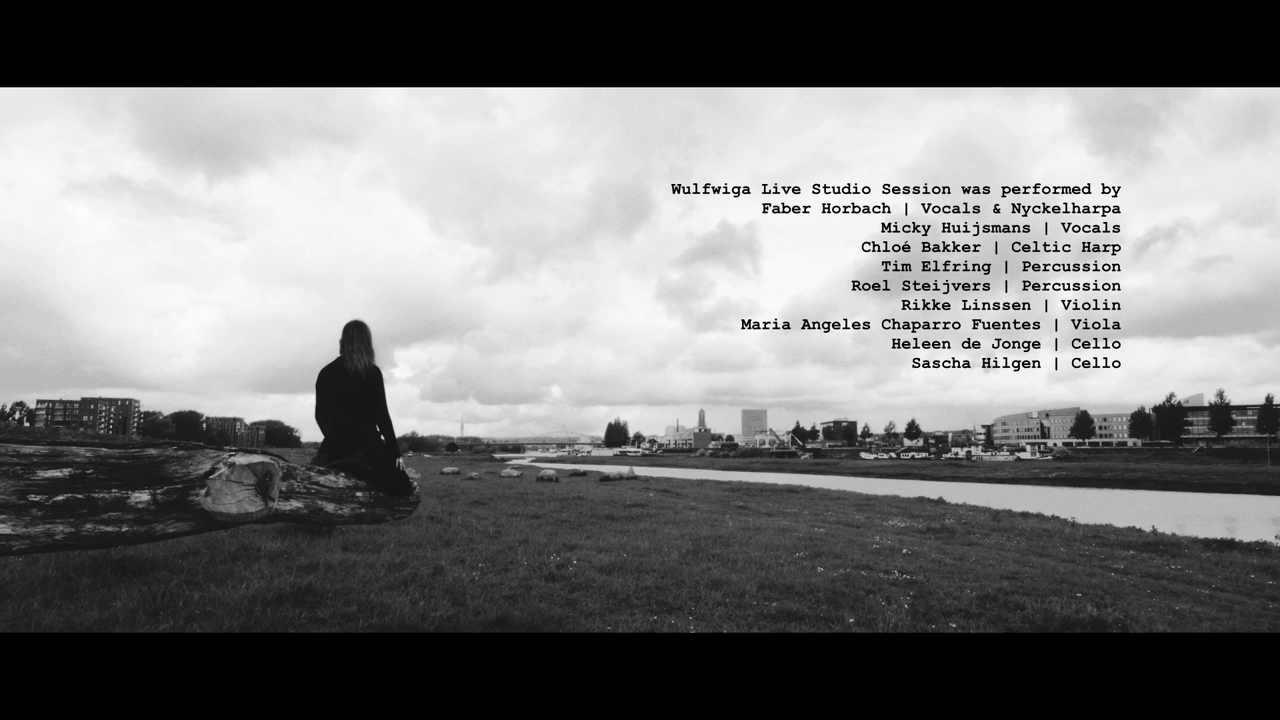 Wulfwiga Live Studio Session was performed by
Faber Horbach | Vocals & Nyckelharpa
Micky Huijsmans | Vocals
Chloé Bakker | Celtic Harp
Tim Elfring | Percussion
Roel Steijvers | Percussion
Rikke Linssen | Violin
Maria Angeles Chaparro Fuentes | Viola
Heleen de Jonge | Cello
Sascha Hilgen | Cello